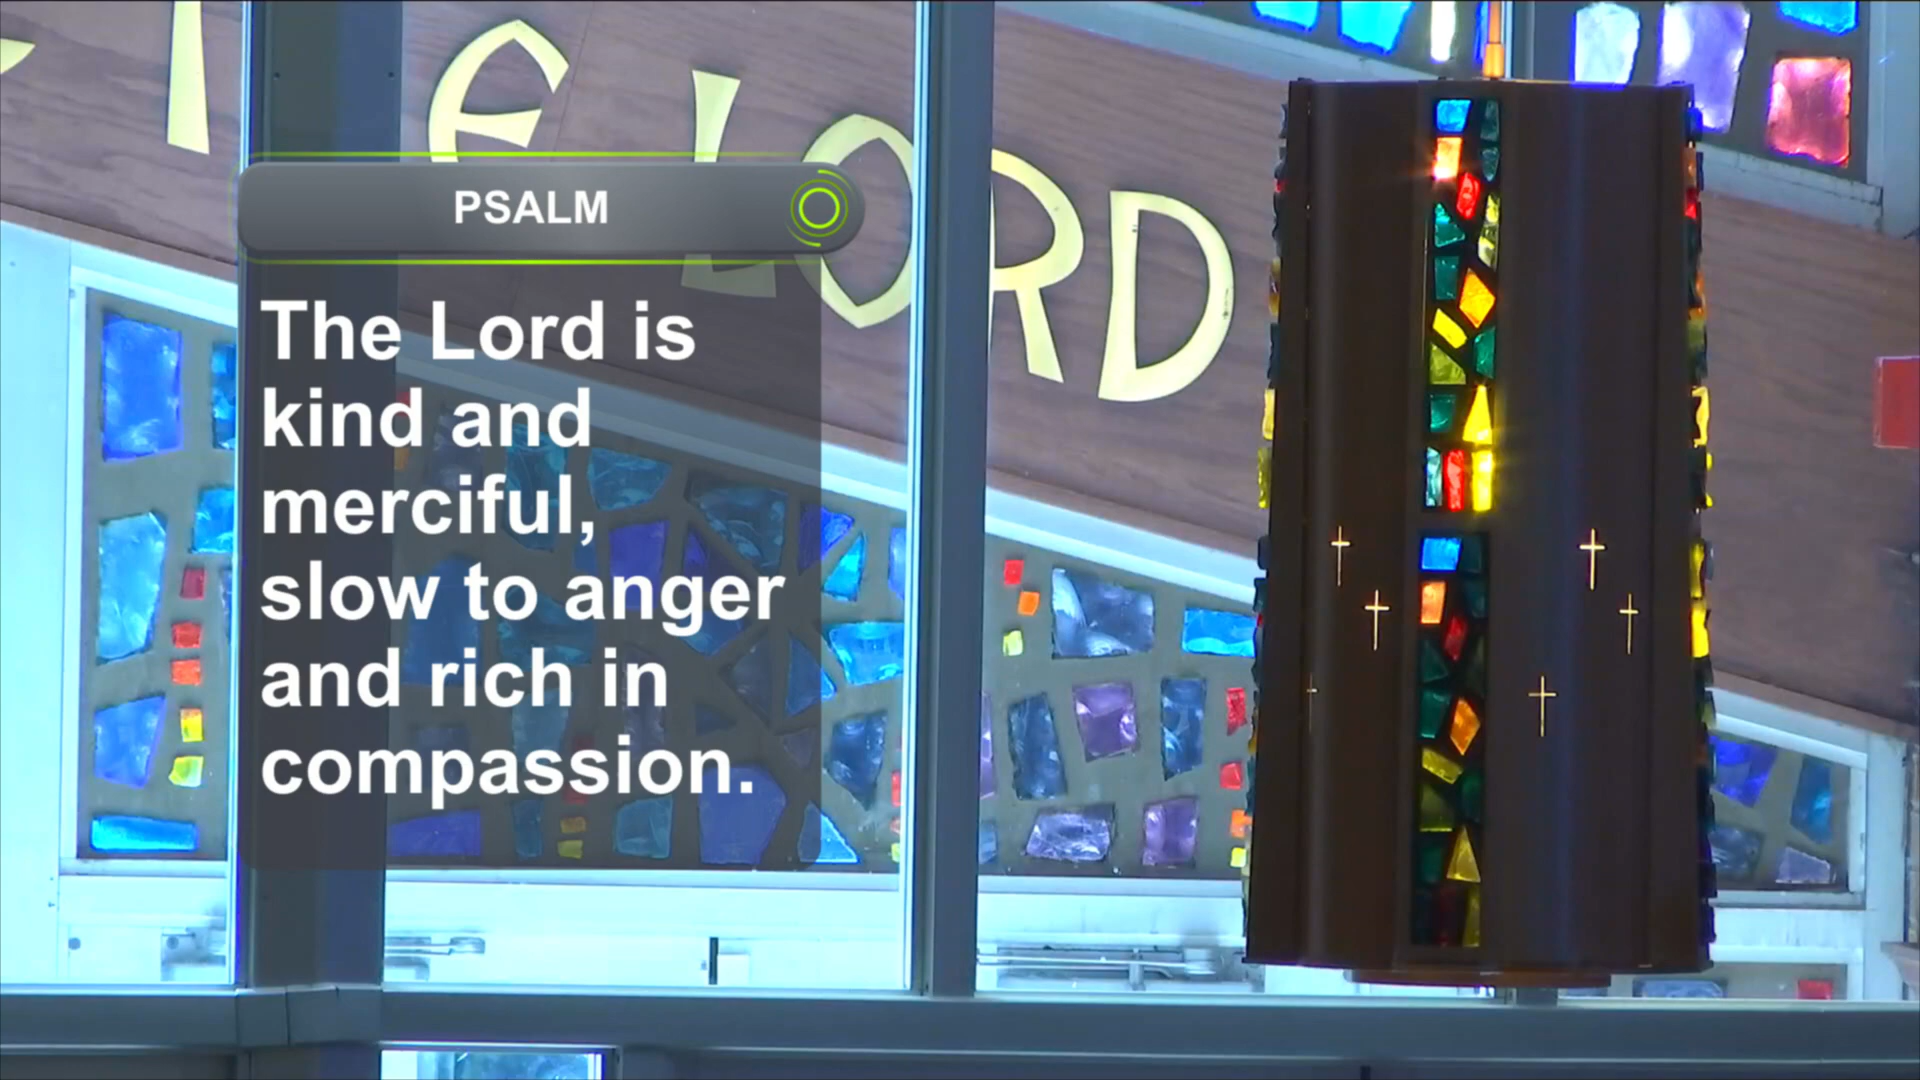 E LORD
PSALM
The Lord is
kind and
merciful,
slow to anger
and rich in
compassion.